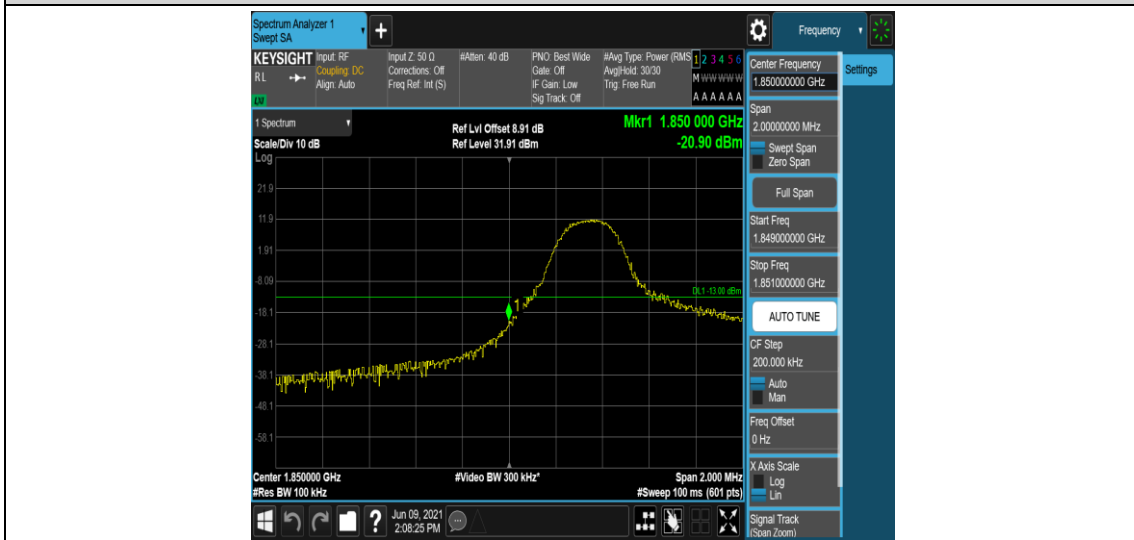 Spectrum Analyzer 1
Swept SA
Frequency
KEYSIGHT
RL
Input: RF
Coupling: DC
Align: Auto
Input Z: 50 Ω
Corrections: Off
Freq Ref: Int (S)
#Atten: 40 dB
PNO: Best Wide
Gate: Off
IF Gain: Low
Sig Track: Off
#Avg Type: Power (RMS
Avg|Hold: 30/30
Trig: Free Run
1 2 3 4 5 6
M W W W W W
A A A A A A
1 Spectrum
Scale/Div 10 dB
Log
Ref Lvl Offset 8.91 dB
Ref Level 31.91 dBm
Mkr1 1.850 000 GHz
-20.90 dBm
21.9
11.9
1.91
-8.09
-18.1
-28.1
-38.1
-48.1
-58.1
DL1 -13.00 dBm
1
Center 1.850000 GHz
#Res BW 100 kHz
#Video BW 300 kHz*
Span 2.000 MHz
#Sweep 100 ms (601 pts)
Jun 09, 2021
2:08:25 PM
Settings
Center Frequency
1.850000000 GHz
Span
2.00000000 MHz
Swept Span
Zero Span
Full Span
Start Freq
1.849000000 GHz
Stop Freq
1.851000000 GHz
AUTO TUNE
CF Step
200.000 kHz
Auto
Man
Freq Offset
0 Hz
X Axis Scale
Log
Lin
Signal Track
(Span Zoom)